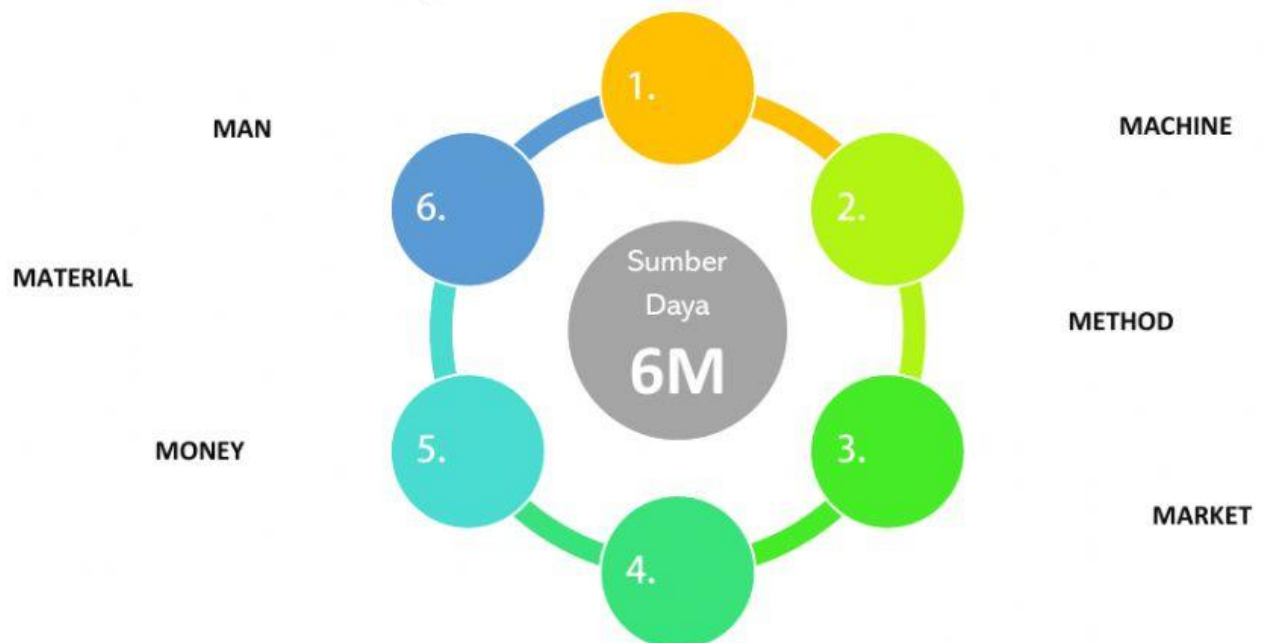 1.
MAN
MACHINE
6.
2.
Sumber
Daya
6M
MATERIAL
METHOD
MONEY
5.
3.
MARKET
4.